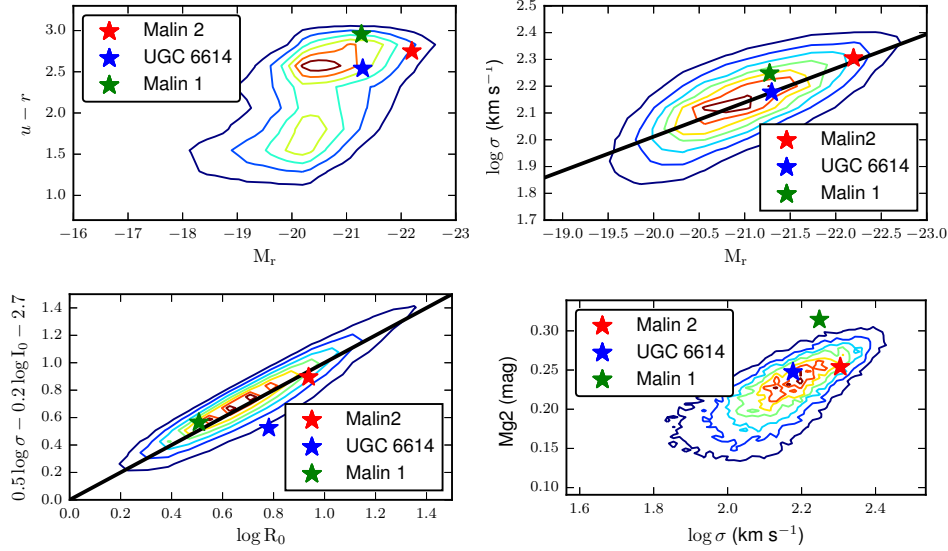 3.0
2.5
2.0
1.5
1.0
u − r
Malin 2
UGC 6614
Malin 1
−16 −17 −18 −19 −20 −21 −22 −23
M_r
2.5
2.4
2.3
2.2
2.1
2.0
1.9
1.8
1.7
log σ (km s⁻¹)
Malin2
UGC 6614
Malin 1
−19.0 −19.5 −20.0 −20.5 −21.0 −21.5 −22.0 −22.5 −23.0
M_r
1.4
1.2
1.0
0.8
0.6
0.4
0.2
0.0
0.5 log σ − 0.2 log I₀ − 2.7
Malin2
UGC 6614
Malin 1
0.0 0.2 0.4 0.6 0.8 1.0 1.2 1.4
log R₀
0.30
0.25
0.20
0.15
0.10
Mg2 (mag)
Malin 2
UGC 6614
Malin 1
1.6 1.8 2.0 2.2 2.4
log σ (km s⁻¹)